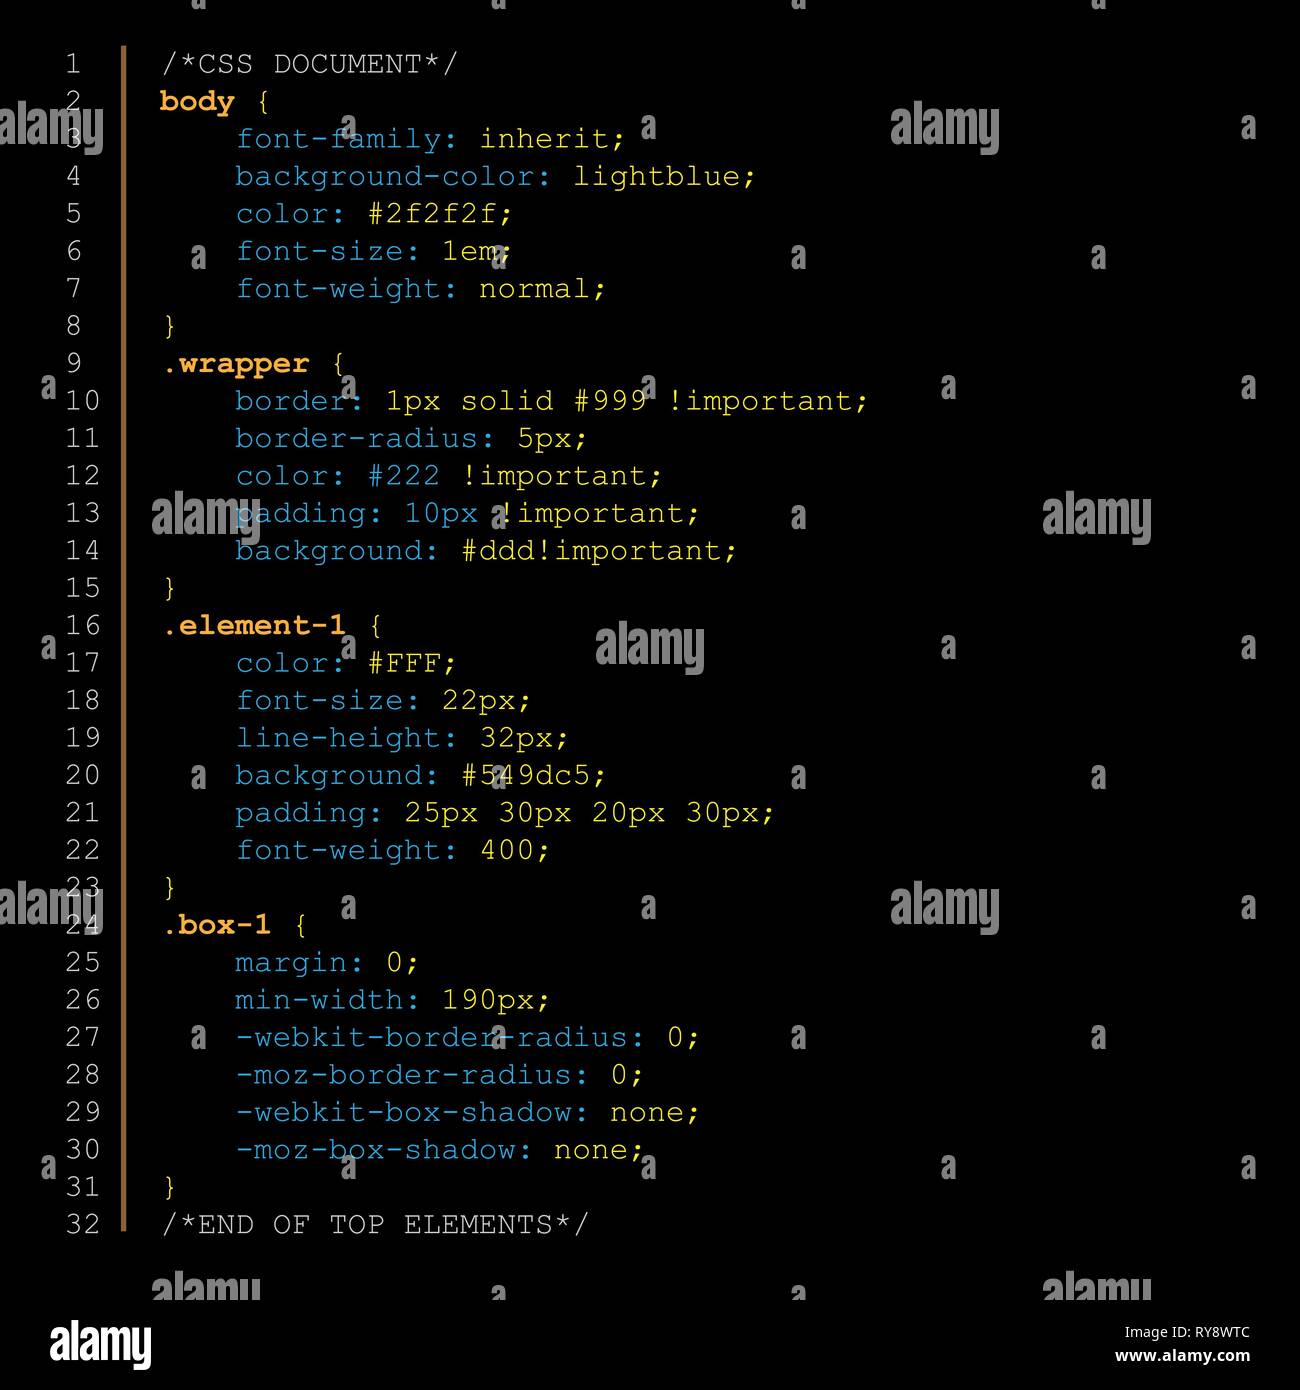 1 /*CSS DOCUMENT*/
2 body {
3 font-family: inherit;
4 background-color: lightblue;
5 color: #2f2f2f;
6 font-size: 1em;
7 font-weight: normal;
8 }
9 .wrapper {
10 border: 1px solid #999 !important;
11 border-radius: 5px;
12 color: #222 !important;
13 padding: 10px !important;
14 background: #ddd!important;
15 }
16 .element-1 {
17 color: #FFF;
18 font-size: 22px;
19 line-height: 32px;
20 background: #549dc5;
21 padding: 25px 30px 20px 30px;
22 font-weight: 400;
23 }
24 .box-1 {
25 margin: 0;
26 min-width: 190px;
27 -webkit-border-radius: 0;
28 -moz-border-radius: 0;
29 -webkit-box-shadow: none;
30 -moz-box-shadow: none;
31 }
32 /*END OF TOP ELEMENTS*/
alamy
Image ID: RY8WTC
www.alamy.com